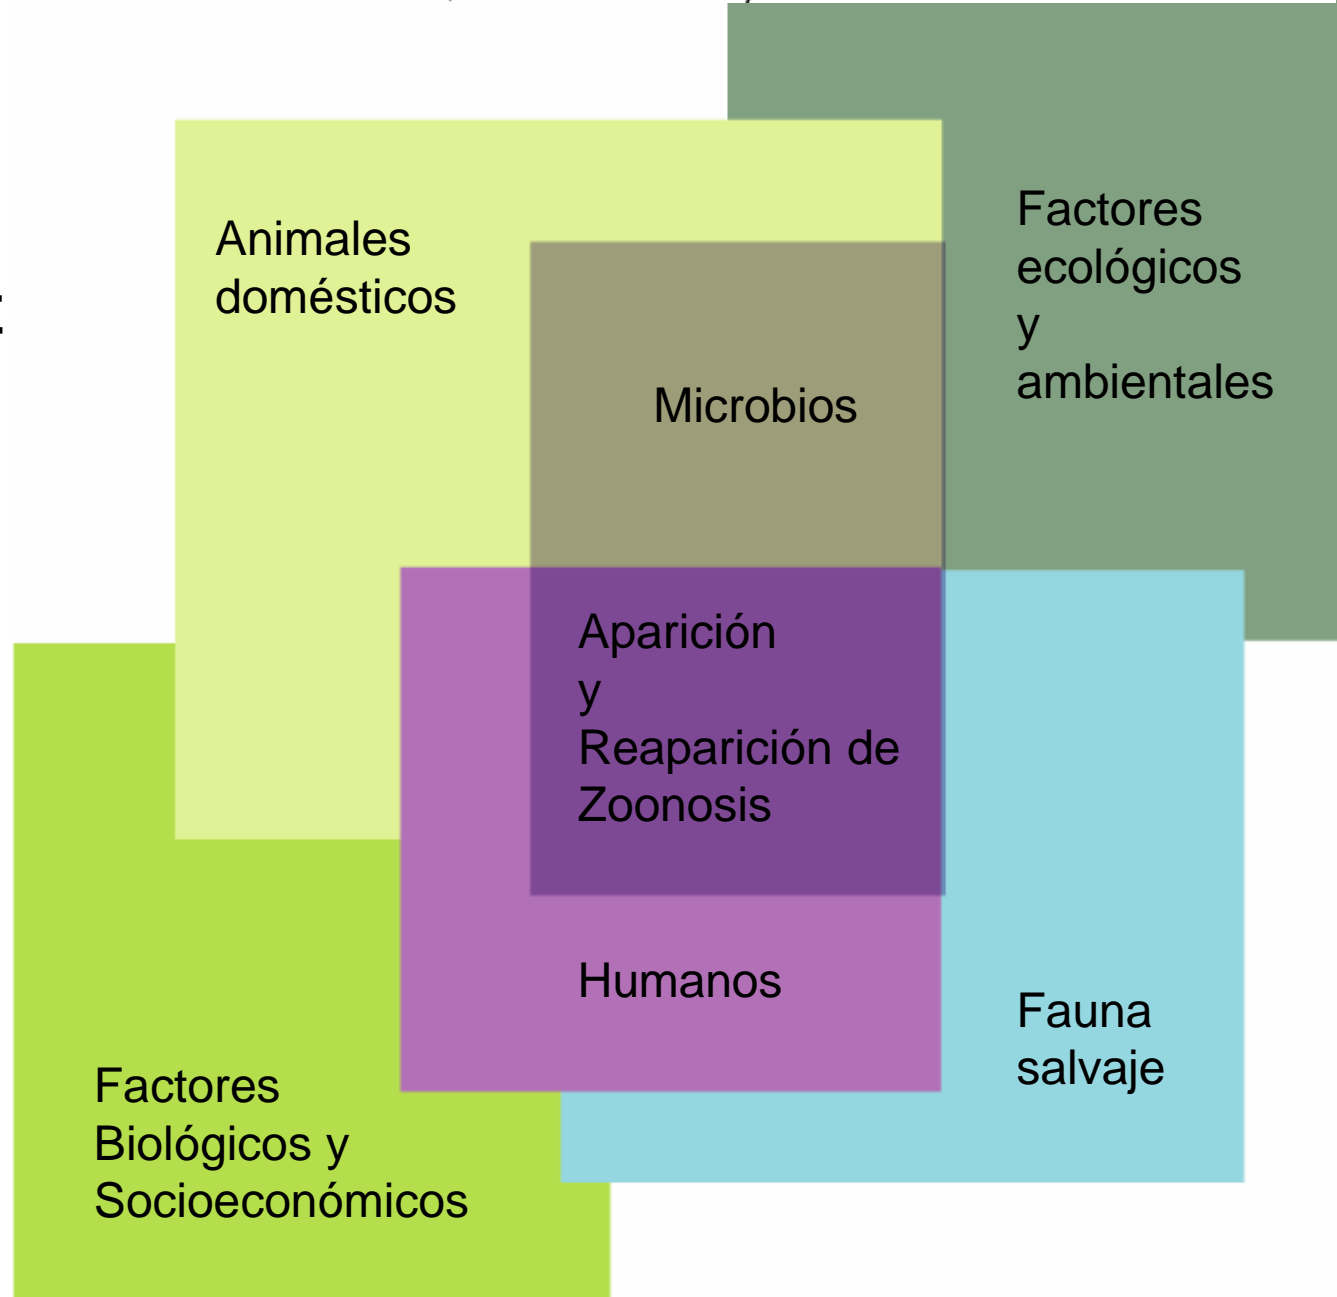 Animales
domésticos
Factores
ecológicos
y
ambientales
Microbios
Aparición
y
Reaparición de
Zoonosis
Humanos
Fauna
salvaje
Factores
Biológicos y
Socioeconómicos